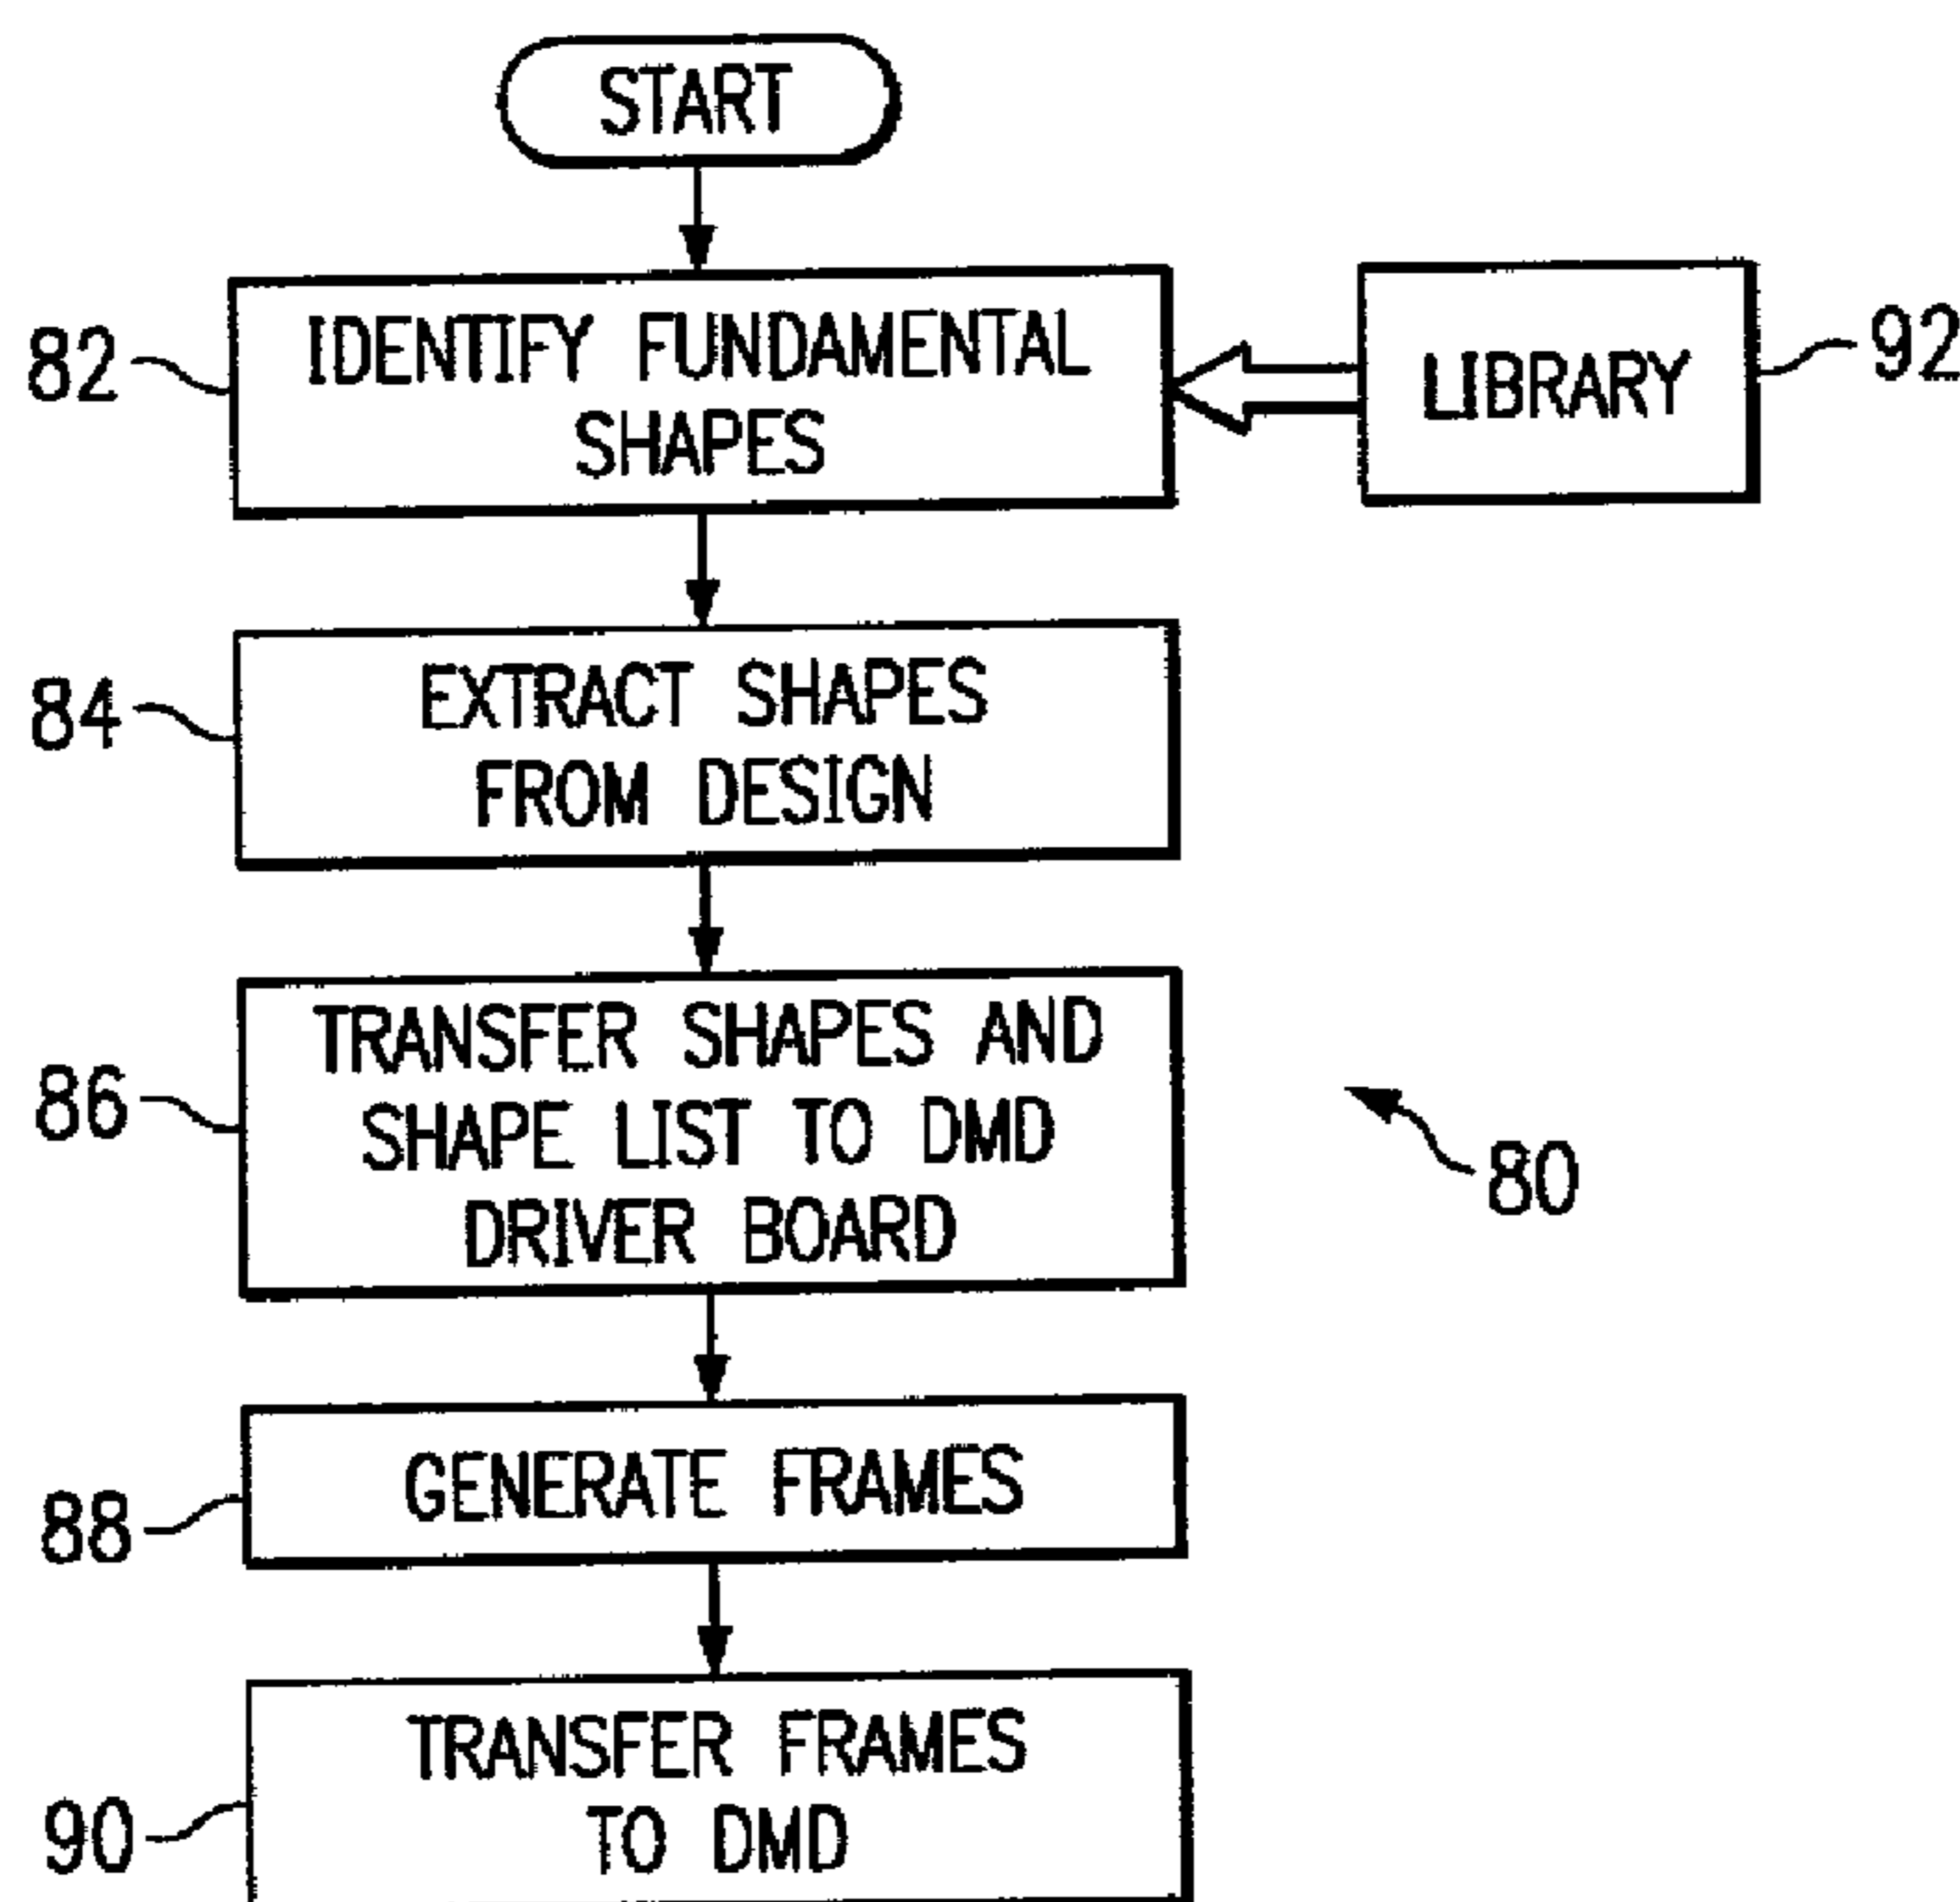 START
82
IDENTIFY FUNDAMENTAL
SHAPES
LIBRARY
92
84
EXTRACT SHAPES
FROM DESIGN
86
TRANSFER SHAPES AND
SHAPE LIST TO DMD
DRIVER BOARD
80
88
GENERATE FRAMES
90
TRANSFER FRAMES
TO DMD